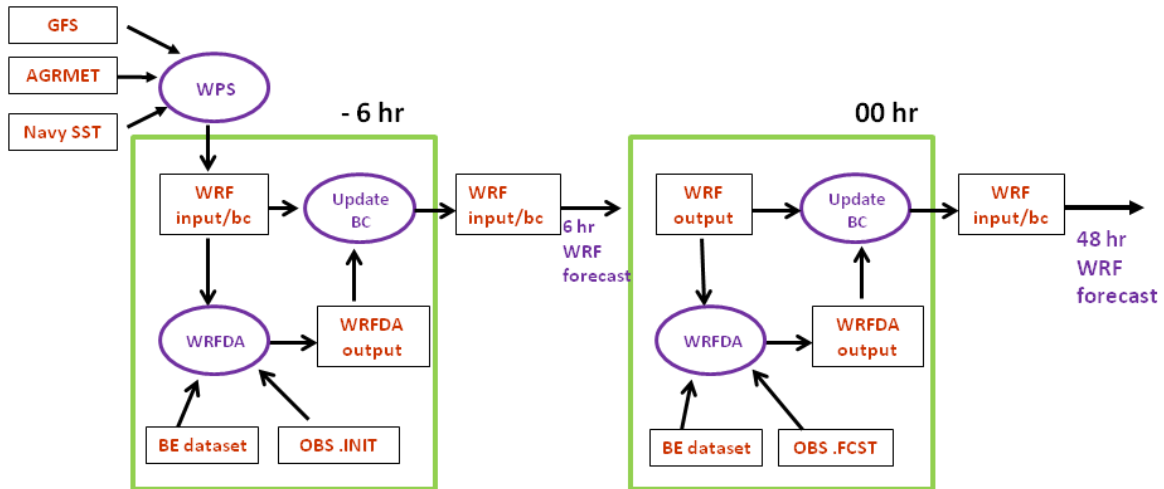 GFS
AGRMET
Navy SST
WPS
- 6 hr
WRF
input/bc
Update
BC
WRF
input/bc
6 hr
WRF
forecast
WRFDA
WRFDA
output
BE dataset
OBS .INIT
00 hr
WRF
output
Update
BC
WRF
input/bc
48 hr
WRF
forecast
WRFDA
WRFDA
output
BE dataset
OBS .FCST